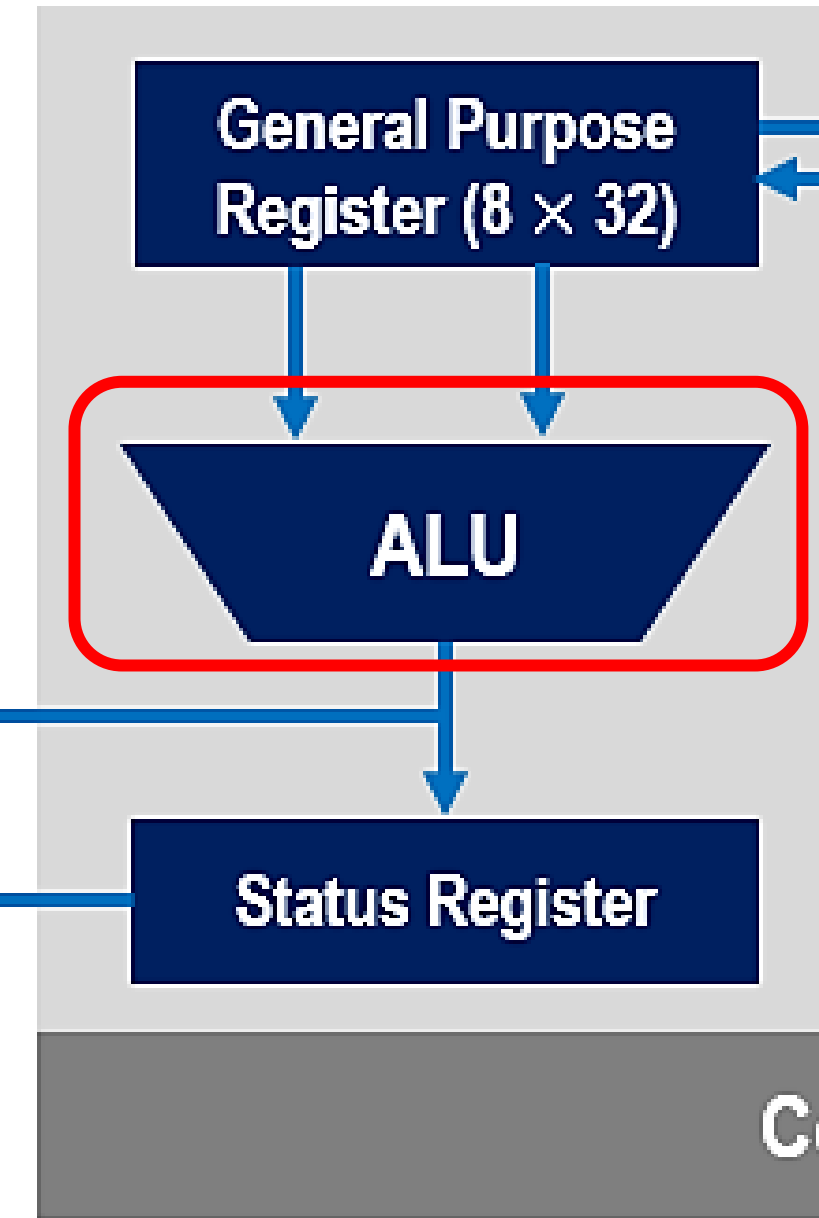 General Purpose
Register (8 × 32)
ALU
Status Register